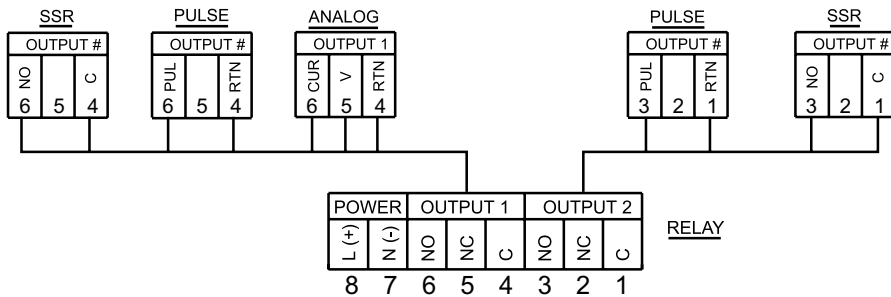 SSR PULSE ANALOG PULSE SSR
OUTPUT # OUTPUT # OUTPUT 1 OUTPUT # OUTPUT #
NO C PUL RTN CUR V RTN PUL RTN NO C
6 5 4 6 5 4 6 5 4 3 2 1 3 2 1
POWER OUTPUT 1 OUTPUT 2 RELAY
L (+) N (-) NO NC C NO NC C
8 7 6 5 4 3 2 1